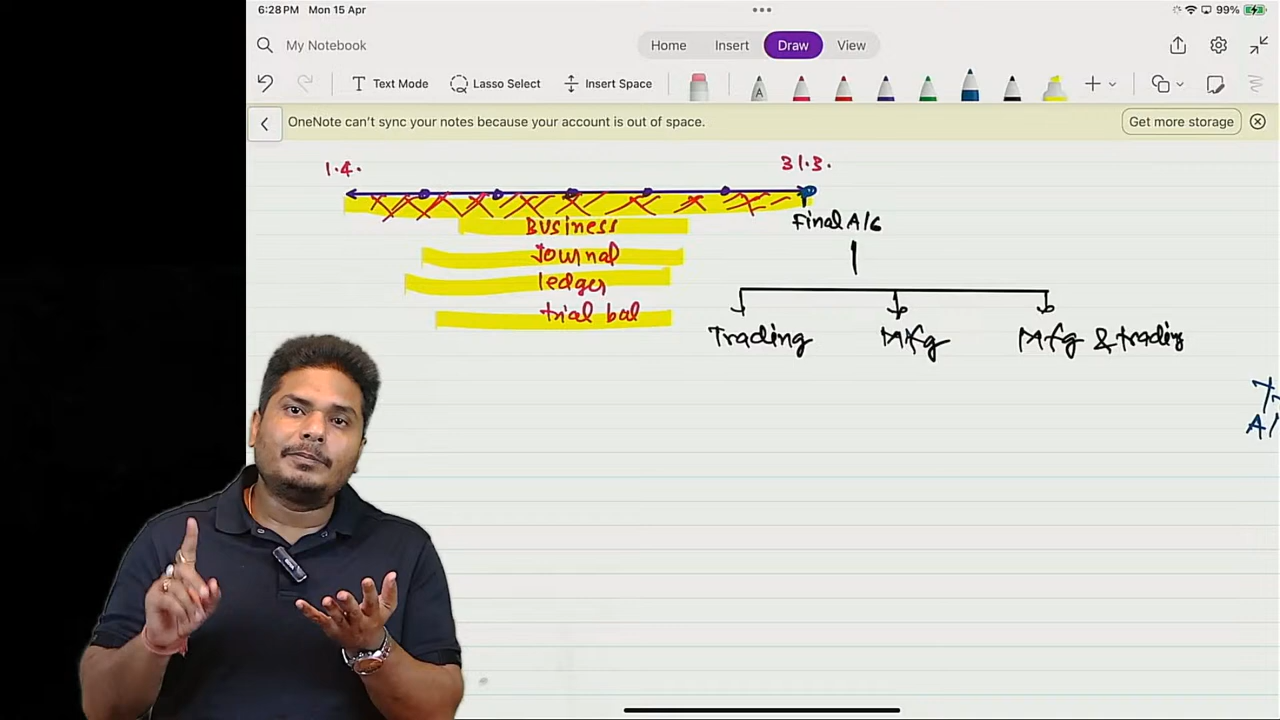 6:28 PM Mon 15 Apr
99%
My Notebook
Home Insert Draw View
Text Mode Lasso Select Insert Space
A
OneNote can't sync your notes because your account is out of space.
Get more storage
1.4. 31.3.
Final A/C
Business
Journal
ledger
trial bal
Trading Mfg Mfg & trading
A/